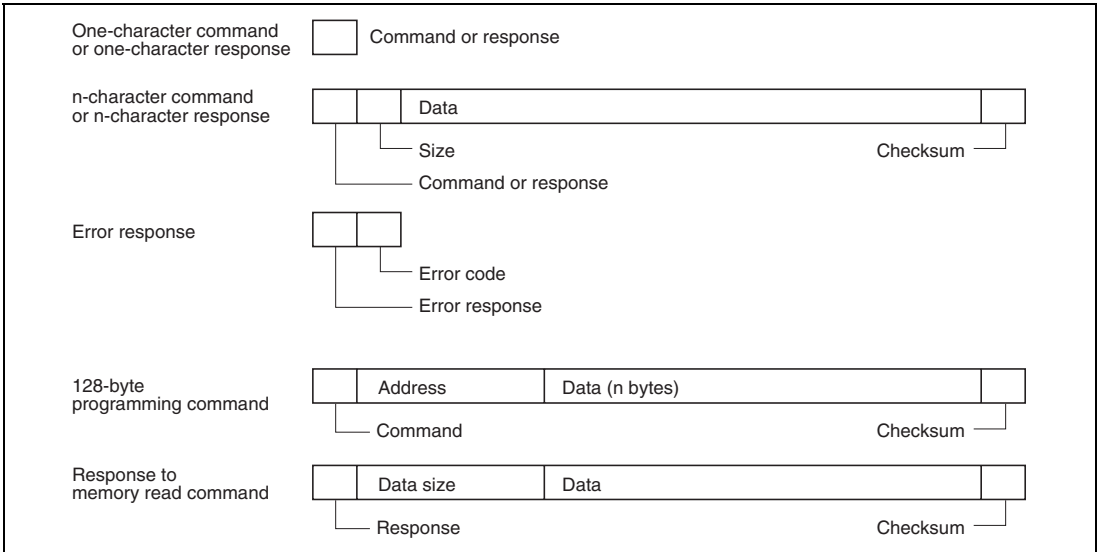 One-character command
or one-character response
Command or response
n-character command
or n-character response
Data
Size
Checksum
Command or response
Error response
Error code
Error response
128-byte
programming command
Address
Data (n bytes)
Command
Checksum
Response to
memory read command
Data size
Data
Response
Checksum